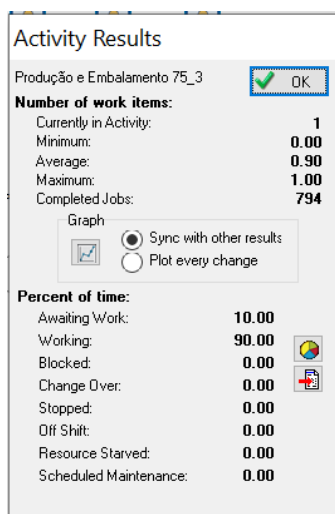 Activity Results
Produção e Embalamento 75_3
OK
Number of work items:
Currently in Activity: 1
Minimum: 0.00
Average: 0.90
Maximum: 1.00
Completed Jobs: 794
Graph
Sync with other results
Plot every change
Percent of time:
Awaiting Work: 10.00
Working: 90.00
Blocked: 0.00
Change Over: 0.00
Stopped: 0.00
Off Shift: 0.00
Resource Starved: 0.00
Scheduled Maintenance: 0.00